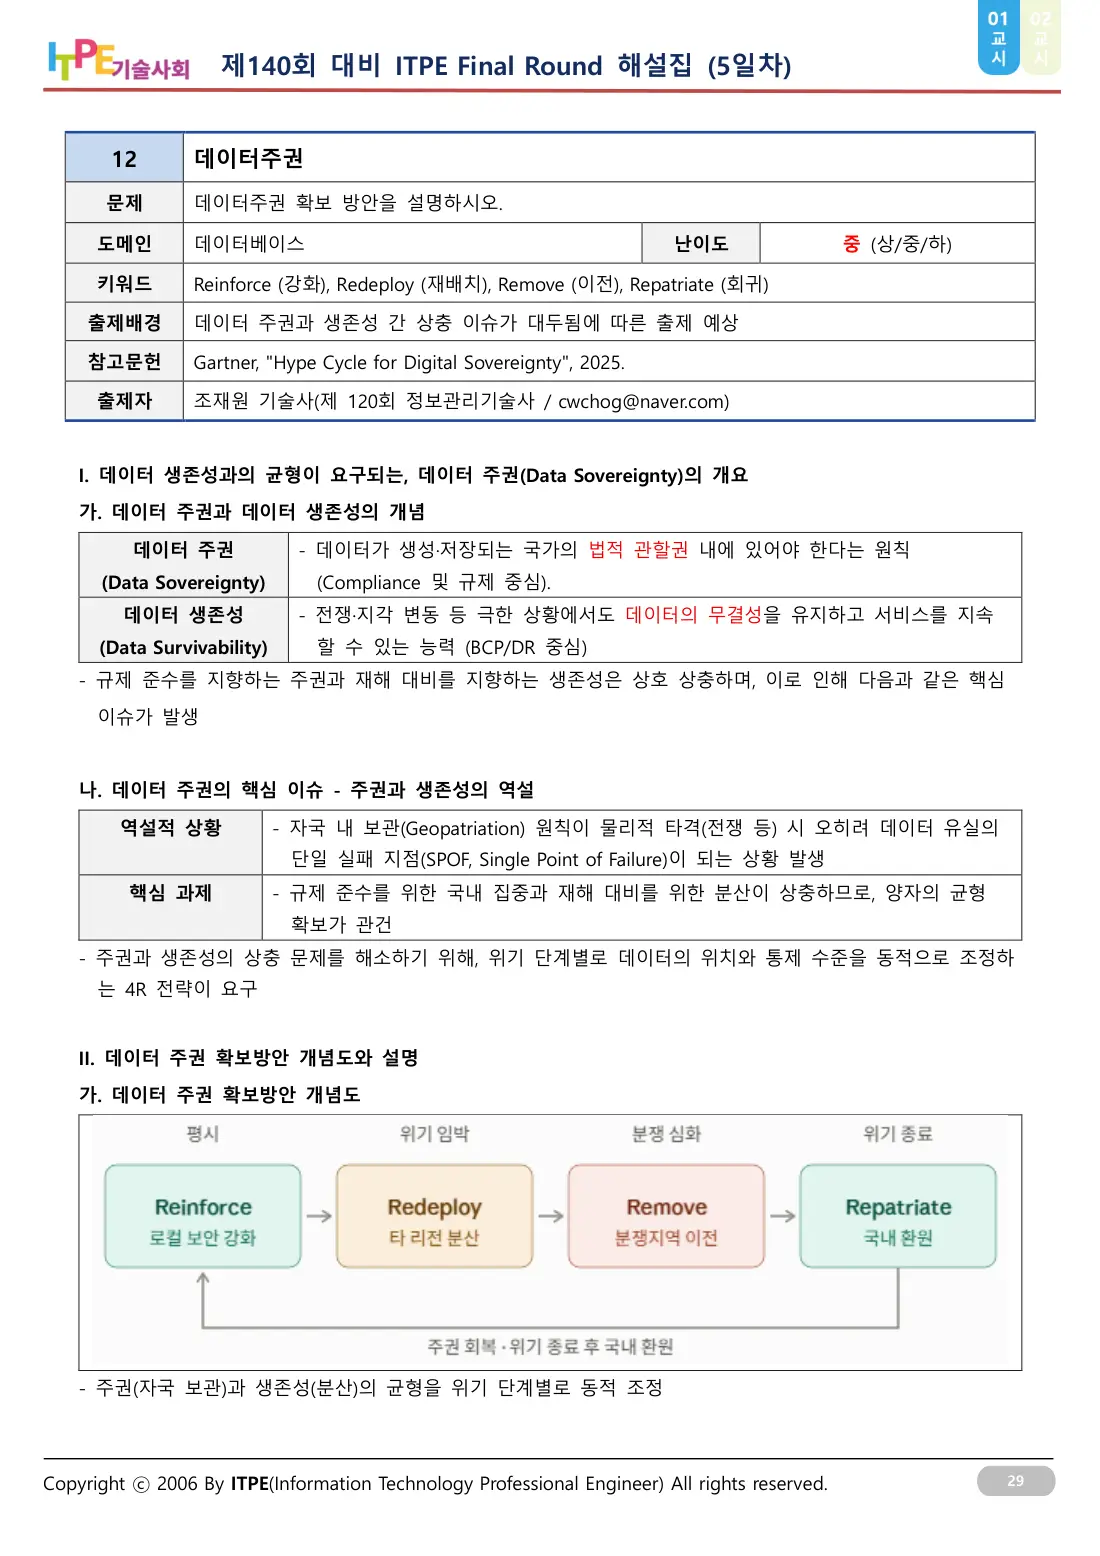 01
교
시
02
교
시
ITPE기술사회 제140회 대비 ITPE Final Round 해설집 (5일차)
12 데이터주권
문제 데이터주권 확보 방안을 설명하시오.
도메인 데이터베이스 난이도 중 (상/중/하)
키워드 Reinforce (강화), Redeploy (재배치), Remove (이전), Repatriate (회귀)
출제배경 데이터 주권과 생존성 간 상충 이슈가 대두됨에 따른 출제 예상
참고문헌 Gartner, "Hype Cycle for Digital Sovereignty", 2025.
출제자 조재원 기술사(제 120회 정보관리기술사 / cwchog@naver.com)
I. 데이터 생존성과의 균형이 요구되는, 데이터 주권(Data Sovereignty)의 개요
가. 데이터 주권과 데이터 생존성의 개념
데이터 주권 - 데이터가 생성·저장되는 국가의 법적 관할권 내에 있어야 한다는 원칙
(Data Sovereignty) (Compliance 및 규제 중심).
데이터 생존성 - 전쟁·지각 변동 등 극한 상황에서도 데이터의 무결성을 유지하고 서비스를 지속
(Data Survivability) 할 수 있는 능력 (BCP/DR 중심)
- 규제 준수를 지향하는 주권과 재해 대비를 지향하는 생존성은 상호 상충하며, 이로 인해 다음과 같은 핵심
이슈가 발생
나. 데이터 주권의 핵심 이슈 - 주권과 생존성의 역설
역설적 상황 - 자국 내 보관(Geopatriation) 원칙이 물리적 타격(전쟁 등) 시 오히려 데이터 유실의
단일 실패 지점(SPOF, Single Point of Failure)이 되는 상황 발생
핵심 과제 - 규제 준수를 위한 국내 집중과 재해 대비를 위한 분산이 상충하므로, 양자의 균형
확보가 관건
- 주권과 생존성의 상충 문제를 해소하기 위해, 위기 단계별로 데이터의 위치와 통제 수준을 동적으로 조정하
는 4R 전략이 요구
II. 데이터 주권 확보방안 개념도와 설명
가. 데이터 주권 확보방안 개념도
평시 위기 임박 분쟁 심화 위기 종료
Reinforce Redeploy Remove Repatriate
로컬 보안 강화 타 리전 분산 분쟁지역 이전 국내 환원
주권 회복 · 위기 종료 후 국내 환원
- 주권(자국 보관)과 생존성(분산)의 균형을 위기 단계별로 동적 조정
Copyright ⓒ 2006 By ITPE(Information Technology Professional Engineer) All rights reserved. 29